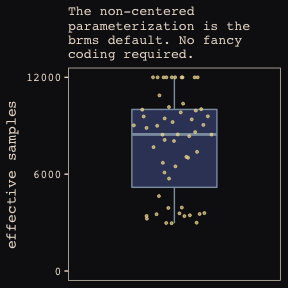 The non-centered
parameterization is the
brms default. No fancy
coding required.
12000
6000
0
effective samples